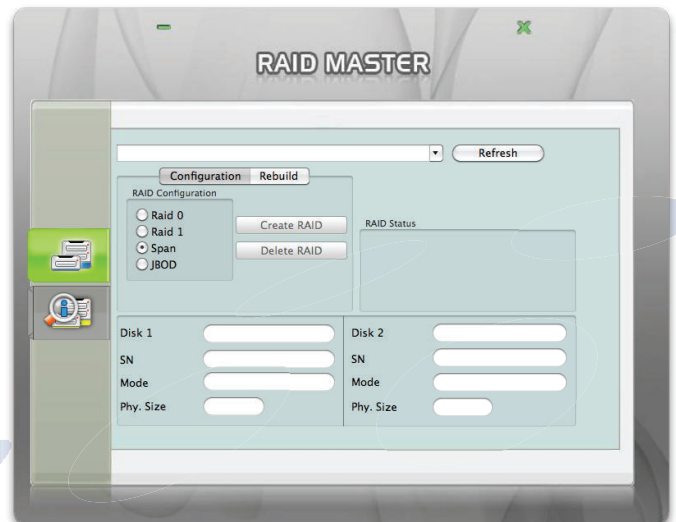 RAID MASTER
Refresh
Configuration Rebuild
RAID Configuration
Raid 0
Raid 1
Span
JBOD
Create RAID
Delete RAID
RAID Status
Disk 1
SN
Mode
Phy. Size
Disk 2
SN
Mode
Phy. Size